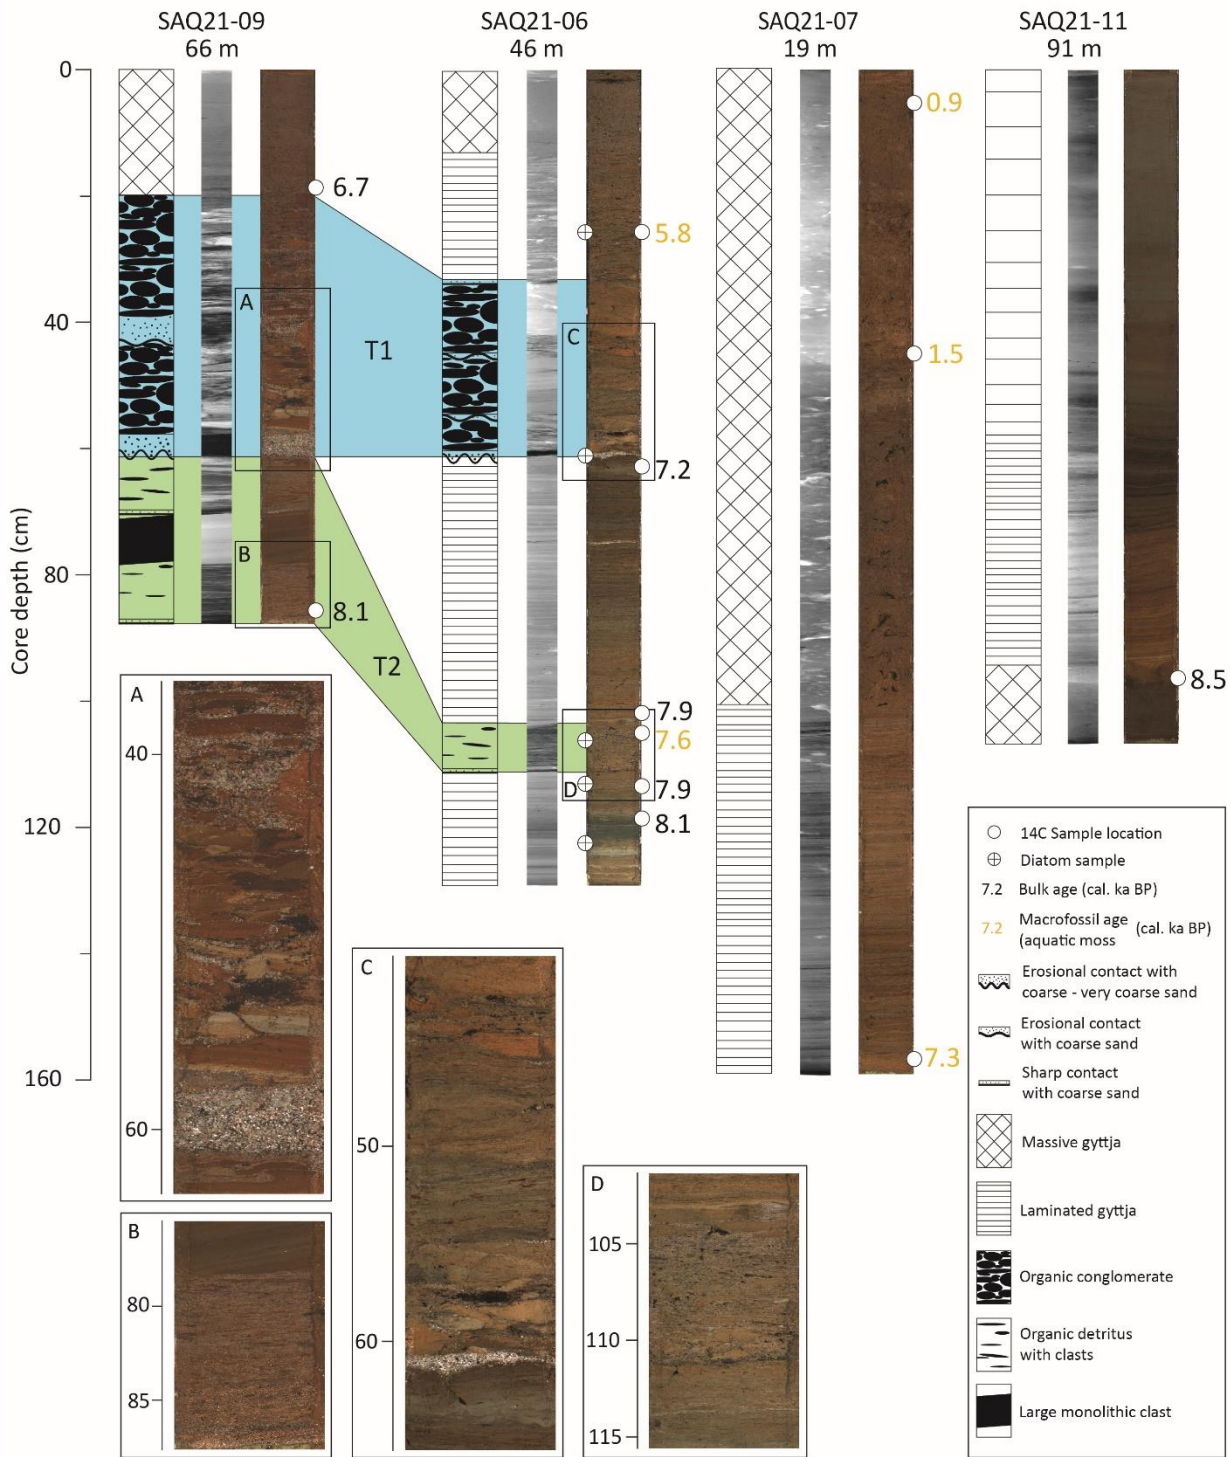 SAQ21-09
66 m
SAQ21-06
46 m
SAQ21-07
19 m
SAQ21-11
91 m
Core depth (cm)
0
40
80
120
160
6.7
8.1
A
B
T1
T2
5.8
7.2
7.9
7.6
7.9
8.1
C
D
0.9
1.5
7.3
8.5
A
40
60
B
80
85
C
50
60
D
105
110
115
14C Sample location
Diatom sample
7.2 Bulk age (cal. ka BP)
7.2 Macrofossil age (cal. ka BP)
(aquatic moss
Erosional contact with
coarse - very coarse sand
Erosional contact
with coarse sand
Sharp contact
with coarse sand
Massive gyttja
Laminated gyttja
Organic conglomerate
Organic detritus
with clasts
Large monolithic clast